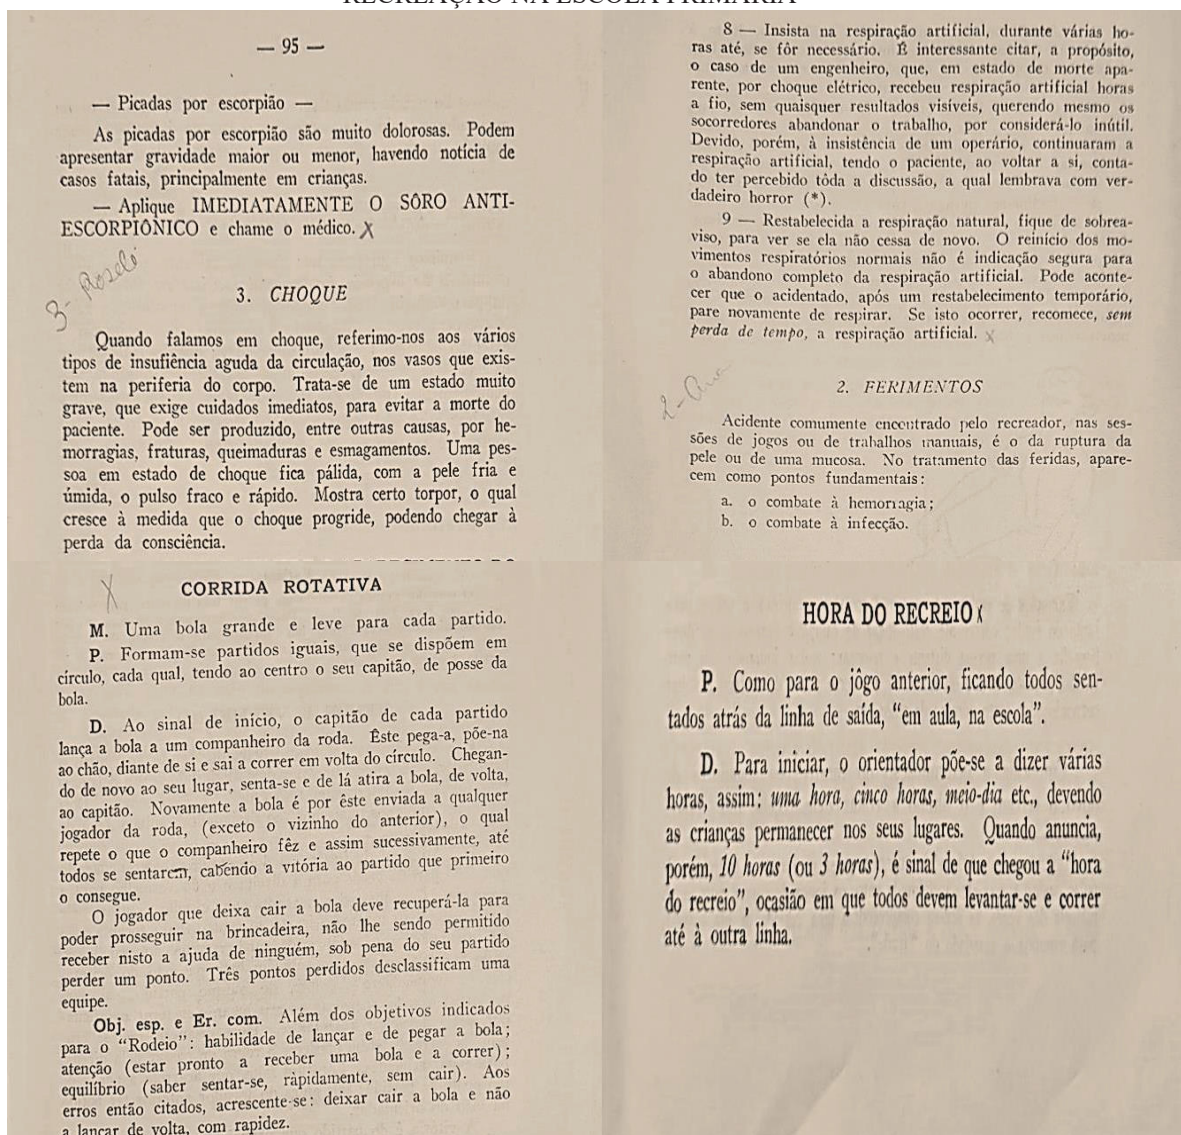 RECREAÇÃO NA ESCOLA PRIMÁRIA
— 95 —
— Picadas por escorpião —
As picadas por escorpião são muito dolorosas. Podem
apresentar gravidade maior ou menor, havendo notícia de
casos fatais, principalmente em crianças.
— Aplique IMEDIATAMENTE O SÔRO ANTI-
ESCORPIÔNICO e chame o médico. X
3- Roseli
3. CHOQUE
Quando falamos em choque, referimo-nos aos vários
tipos de insufiência aguda da circulação, nos vasos que exis-
tem na periferia do corpo. Trata-se de um estado muito
grave, que exige cuidados imediatos, para evitar a morte do
paciente. Pode ser produzido, entre outras causas, por he-
morragias, fraturas, queimaduras e esmagamentos. Uma pes-
soa em estado de choque fica pálida, com a pele fria e
úmida, o pulso fraco e rápido. Mostra certo torpor, o qual
cresce à medida que o choque progride, podendo chegar à
perda da consciência.
8 — Insista na respiração artificial, durante várias ho-
ras até, se fôr necessário. É interessante citar, a propósito,
o caso de um engenheiro, que, em estado de morte apa-
rente, por choque elétrico, recebeu respiração artificial horas
a fio, sem quaisquer resultados visíveis, querendo mesmo os
socorredores abandonar o trabalho, por considerá-lo inútil.
Devido, porém, à insistência de um operário, continuaram a
respiração artificial, tendo o paciente, ao voltar a si, conta-
do ter percebido tôda a discussão, a qual lembrava com ver-
dadeiro horror (*).
9 — Restabelecida a respiração natural, fique de sobrea-
viso, para ver se ela não cessa de novo. O reinício dos mo-
vimentos respiratórios normais não é indicação segura para
o abandono completo da respiração artificial. Pode aconte-
cer que o acidentado, após um restabelecimento temporário,
pare novamente de respirar. Se isto ocorrer, recomece, sem
perda de tempo, a respiração artificial. x
2- Ana
2. FERIMENTOS
Acidente comumente encontrado pelo recreador, nas ses-
sões de jogos ou de trabalhos manuais, é o da ruptura da
pele ou de uma mucosa. No tratamento das feridas, apare-
cem como pontos fundamentais:
a. o combate à hemorragia;
b. o combate à infecção.
X
CORRIDA ROTATIVA
M. Uma bola grande e leve para cada partido.
P. Formam-se partidos iguais, que se dispõem em
círculo, cada qual, tendo ao centro o seu capitão, de posse da
bola.
D. Ao sinal de início, o capitão de cada partido
lança a bola a um companheiro da roda. Êste pega-a, põe-na
ao chão, diante de si e sai a correr em volta do círculo. Chegan-
do de novo ao seu lugar, senta-se e de lá atira a bola, de volta,
ao capitão. Novamente a bola é por êste enviada a qualquer
jogador da roda, (exceto o vizinho do anterior), o qual
repete o que o companheiro fêz e assim sucessivamente, até
todos se sentarem, cabendo a vitória ao partido que primeiro
o consegue.
O jogador que deixa cair a bola deve recuperá-la para
poder prosseguir na brincadeira, não lhe sendo permitido
receber nisto a ajuda de ninguém, sob pena do seu partido
perder um ponto. Três pontos perdidos desclassificam uma
equipe.
Obj. esp. e Er. com. Além dos objetivos indicados
para o “Rodeio”: habilidade de lançar e de pegar a bola;
atenção (estar pronto a receber uma bola e a correr);
equilíbrio (saber sentar-se, ràpidamente, sem cair). Aos
erros então citados, acrescente-se: deixar cair a bola e não
a lançar de volta, com rapidez.
HORA DO RECREIO x
P. Como para o jôgo anterior, ficando todos sen-
tados atrás da linha de saída, “em aula, na escola”.
D. Para iniciar, o orientador põe-se a dizer várias
horas, assim: uma hora, cinco horas, meio-dia etc., devendo
as crianças permanecer nos seus lugares. Quando anuncia,
porém, 10 horas (ou 3 horas), é sinal de que chegou a “hora
do recreio”, ocasião em que todos devem levantar-se e correr
até à outra linha.